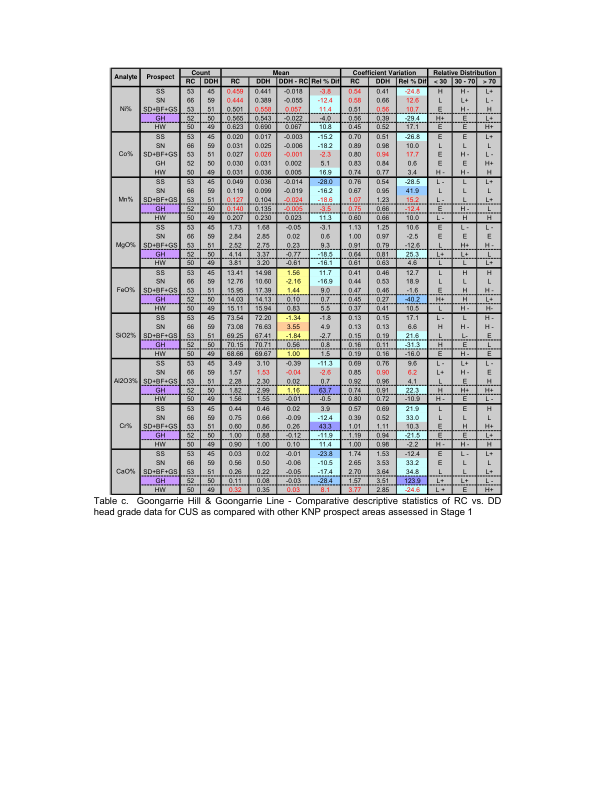 Analyte Prospect Count Mean Coefficient Variation Relative Distribution
RC DDH RC DDH DDH - RC Rel % Dif RC DDH Rel % Dif < 30 30 - 70 > 70
Ni%
SS 53 45 0.459 0.441 -0.018 -3.8 0.54 0.41 -24.8 H H - L+
SN 66 59 0.444 0.389 -0.055 -12.4 0.58 0.66 12.6 L L+ L -
SD+BF+GS 53 51 0.501 0.558 0.057 11.4 0.51 0.56 10.7 E H - E
GH 52 50 0.565 0.543 -0.022 -4.0 0.56 0.39 -29.4 H+ E L+
HW 50 49 0.623 0.690 0.067 10.8 0.45 0.52 17.1 E E H+
Co%
SS 53 45 0.020 0.017 -0.003 -15.2 0.70 0.51 -26.8 E E L+
SN 66 59 0.031 0.025 -0.006 -18.2 0.89 0.98 10.0 L E L
SD+BF+GS 53 51 0.027 0.026 -0.001 -2.3 0.80 0.94 17.7 E H - L -
GH 52 50 0.030 0.031 0.002 5.1 0.83 0.84 0.6 E E H+
HW 50 49 0.031 0.036 0.005 16.9 0.74 0.77 3.4 H - H - H
Mn%
SS 53 45 0.049 0.036 -0.014 -28.0 0.76 0.54 -28.5 L - L L+
SN 66 59 0.119 0.099 -0.019 -16.2 0.67 0.95 41.9 L L L
SD+BF+GS 53 51 0.127 0.104 -0.024 -18.6 1.07 1.23 15.2 L - L L+
GH 52 50 0.140 0.135 -0.005 -3.5 0.75 0.66 -12.4 E H - E
HW 50 49 0.207 0.230 0.023 11.3 0.60 0.66 10.0 L - H H
MgO%
SS 53 45 1.73 1.68 -0.05 -3.1 1.13 1.25 10.6 E L - L -
SN 66 59 2.84 2.85 0.02 0.6 1.00 0.97 -2.5 E E E
SD+BF+GS 53 51 2.52 2.75 0.23 9.3 0.91 0.79 -12.6 L H+ H -
GH 52 50 4.14 3.37 -0.77 -18.5 0.64 0.81 25.3 L+ L+ L
HW 50 49 3.81 3.20 -0.61 -16.1 0.61 0.63 4.6 L L L+
FeO%
SS 53 45 13.41 14.98 1.56 11.7 0.41 0.46 12.7 L H H
SN 66 59 12.76 10.60 -2.16 -16.9 0.44 0.53 18.9 L L L
SD+BF+GS 53 51 15.95 17.39 1.44 9.0 0.47 0.46 -1.6 E H H -
GH 52 50 14.03 14.13 0.10 0.7 0.45 0.27 -40.2 H+ H L+
HW 50 49 15.11 15.94 0.83 5.5 0.37 0.41 10.5 L E H -
SiO2%
SS 53 45 73.54 72.20 -1.34 -1.8 0.13 0.15 17.1 L - L H -
SN 66 59 73.08 76.63 3.55 4.9 0.13 0.13 6.6 H H - H -
SD+BF+GS 53 51 69.25 67.41 -1.84 -2.7 0.15 0.19 21.6 L L- E
GH 52 50 70.15 70.71 0.56 0.8 0.16 0.11 -31.3 H E L
HW 50 49 68.66 69.67 1.00 1.5 0.19 0.16 -16.0 E H - E
Al2O3%
SS 53 45 3.49 3.10 -0.39 -11.3 0.69 0.76 9.6 L - L+ L -
SN 66 59 1.57 1.53 -0.04 -2.6 0.85 0.90 6.2 L+ H - E
SD+BF+GS 53 51 2.28 2.30 0.02 0.7 0.92 0.96 4.1 L E H
GH 52 50 1.82 2.99 1.16 63.7 0.74 0.91 22.3 H H+ H+
HW 50 49 1.56 1.55 -0.01 -0.5 0.80 0.72 -10.9 H - E L -
Cr%
SS 53 45 0.44 0.46 0.02 3.9 0.57 0.69 21.9 L E H
SN 66 59 0.75 0.66 -0.09 -12.4 0.39 0.52 33.0 L L L
SD+BF+GS 53 51 0.60 0.86 0.26 43.3 1.01 1.11 10.3 E H H+
GH 52 50 1.00 0.88 -0.12 -11.9 1.19 0.94 -21.5 E E L+
HW 50 49 0.90 1.00 0.10 11.4 1.00 0.98 -2.2 H - H H
CaO%
SS 53 45 0.03 0.02 -0.01 -23.8 1.74 1.53 -12.4 E L - L+
SN 66 59 0.56 0.50 -0.06 -10.5 2.65 3.53 33.2 E L L
SD+BF+GS 53 51 0.26 0.22 -0.05 -17.4 2.70 3.64 34.8 L L L+
GH 52 50 0.11 0.08 -0.03 -28.4 1.57 3.51 123.9 L+ L+ L -
HW 50 49 0.32 0.35 0.03 8.1 3.77 2.85 -24.6 L + E H+
Table c. Goongarrie Hill & Goongarrie Line - Comparative descriptive statistics of RC vs. DD
head grade data for CUS as compared with other KNP prospect areas assessed in Stage 1